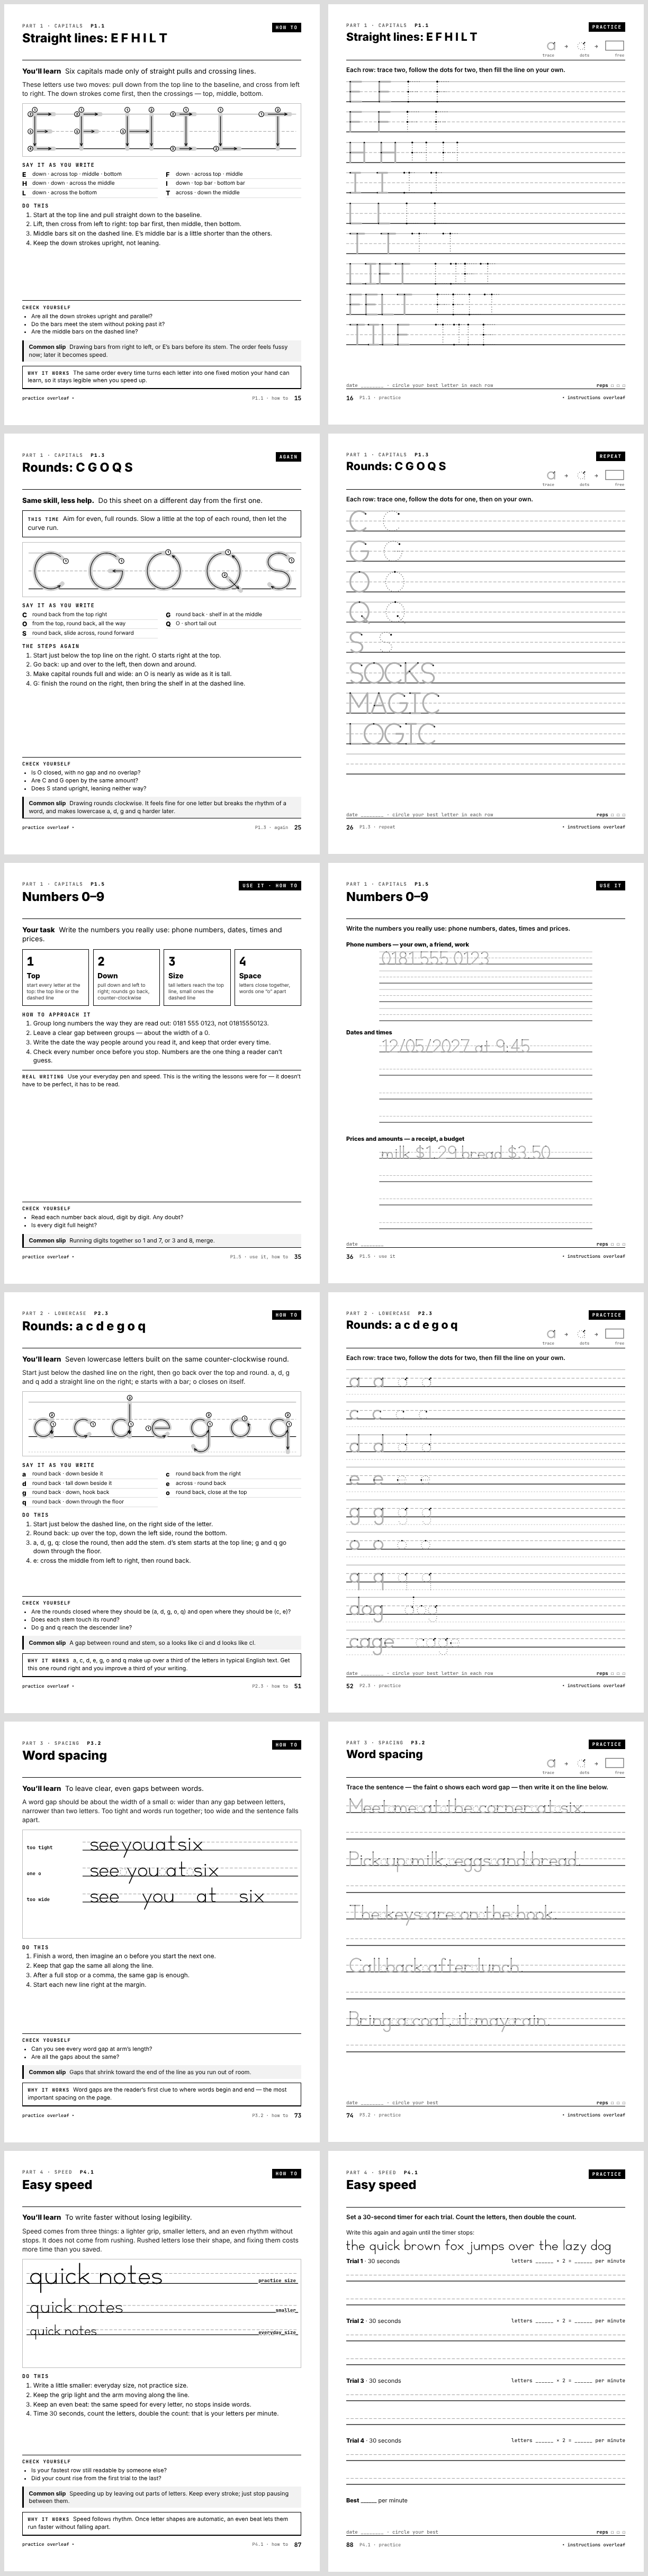 PART 1 · CAPITALS P1.1
HOW TO
Straight lines: E F H I L T
You'll learn Six capitals made only of straight pulls and crossing lines.
These letters use two moves: pull down from the top line to the baseline, and cross from left
to right. The down strokes come first, then the crossings — top, middle, bottom.
SAY IT AS YOU WRITE
E down · across top · middle · bottom
F down · across top · middle
H down · down · across the middle
I down · top bar · bottom bar
L down · across the bottom
T across · down the middle
DO THIS
1. Start at the top line and pull straight down to the baseline.
2. Lift, then cross from left to right: top bar first, then middle, then bottom.
3. Middle bars sit on the dashed line. E's middle bar is a little shorter than the others.
4. Keep the down strokes upright, not leaning.
CHECK YOURSELF
• Are all the down strokes upright and parallel?
• Do the bars meet the stem without poking past it?
• Are the middle bars on the dashed line?
Common slip Drawing bars from right to left, or E's bars before its stem. The order feels fussy
now; later it becomes speed.
WHY IT WORKS The same order every time turns each letter into one fixed motion your hand can
learn, so it stays legible when you speed up.
practice overleaf
P1.1 · how to 15
PART 1 · CAPITALS P1.1
PRACTICE
Straight lines: E F H I L T
trace dots free
Each row: trace two, follow the dots for two, then fill the line on your own.
E E
F F
H H
I I
L L
T T
LIFT
FELT
TILE
date ______ · circle your best letter in each row
reps
16 P1.1 · practice
instructions overleaf
PART 1 · CAPITALS P1.3
AGAIN
Rounds: C G O Q S
Same skill, less help. Do this sheet on a different day from the first one.
THIS TIME Aim for even, full rounds. Slow a little at the top of each round, then let the
curve run.
C G O Q S
SAY IT AS YOU WRITE
C round back from the top right
G round back · shelf in at the middle
O from the top, round back, all the way
Q O · short tail out
S round back, slide across, round forward
THE STEPS AGAIN
1. Start just below the top line on the right. O starts right at the top.
2. Go back: up and over to the left, then down and around.
3. Make capital rounds full and wide: an O is nearly as wide as it is tall.
4. G: finish the round on the right, then bring the shelf in at the dashed line.
CHECK YOURSELF
• Is O closed, with no gap and no overlap?
• Are C and G open by the same amount?
• Does S stand upright, leaning neither way?
Common slip Drawing rounds clockwise. It feels fine for one letter but breaks the rhythm of a
word, and makes lowercase a, d, g and q harder later.
practice overleaf
P1.3 · again 25
PART 1 · CAPITALS P1.3
REPEAT
Rounds: C G O Q S
trace dots free
Each row: trace one, follow the dots for one, then on your own.
C C
G G
O O
Q Q
S S
SOCKS
MAGIC
LOGIC
date ______ · circle your best letter in each row
reps
26 P1.3 · repeat
instructions overleaf
PART 1 · CAPITALS P1.5
USE IT · HOW TO
Numbers 0–9
Your task Write the numbers you really use: phone numbers, dates, times and
prices.
1 2 3 4
Top Down Size Space
start every letter at the top: the top line or the dashed line
pull down and left to right; rounds go back, counter-clockwise
tall letters reach the top line, small ones the dashed line
letters close together, words one "o" apart
HOW TO APPROACH IT
1. Group long numbers the way they are read out: 0181 555 0123, not 01815550123.
2. Leave a clear gap between groups — about the width of a 0.
3. Write the date the way people around you read it, and keep that order every time.
4. Check every number once before you stop. Numbers are the one thing a reader can't
guess.
REAL WRITING Use your everyday pen and speed. This is the writing the lessons were for — it doesn't
have to be perfect, it has to be read.
CHECK YOURSELF
• Read each number back aloud, digit by digit. Any doubt?
• Is every digit full height?
Common slip Running digits together so 1 and 7, or 3 and 8, merge.
practice overleaf
P1.5 · use it, how to 35
PART 1 · CAPITALS P1.5
USE IT
Numbers 0–9
Write the numbers you really use: phone numbers, dates, times and prices.
Phone numbers — your own, a friend, work
0181 555 0123
Dates and times
12/05/2027 at 9:45
Prices and amounts — a receipt, a budget
milk $1.29 bread $3.50
date ______
reps
36 P1.5 · use it
instructions overleaf
PART 2 · LOWERCASE P2.3
HOW TO
Rounds: a c d e g o q
You'll learn Seven lowercase letters built on the same counter-clockwise round.
Start just below the dashed line on the right, then go back over the top and round. a, d, g
and q add a straight line on the right; e starts with a bar; o closes on itself.
a c d e g o q
SAY IT AS YOU WRITE
a round back · down beside it
c round back from the right
d round back · tall down beside it
e across · round back
g round back · down, hook back
o round back, close at the top
q round back · down through the floor
DO THIS
1. Start just below the dashed line, on the right side of the letter.
2. Round back: up over the top, down the left side, round the bottom.
3. a, d, g, q: close the round, then add the stem. d's stem starts at the top line; g and q go
down through the floor.
4. e: cross the middle from left to right, then round back.
CHECK YOURSELF
• Are the rounds closed where they should be (a, d, g, o, q) and open where they should be (c, e)?
• Does each stem touch its round?
• Do g and q reach the descender line?
Common slip A gap between round and stem, so a looks like ci and d looks like cl.
WHY IT WORKS a, c, d, e, g, o and q make up over a third of the letters in typical English text. Get
this one round right and you improve a third of your writing.
practice overleaf
P2.3 · how to 51
PART 2 · LOWERCASE P2.3
PRACTICE
Rounds: a c d e g o q
trace dots free
Each row: trace two, follow the dots for two, then fill the line on your own.
a a a a
c c c c
d d d d
e e e e
g g g g
o o o o
q q q q
dog dog
cage cage
date ______ · circle your best letter in each row
reps
52 P2.3 · practice
instructions overleaf
PART 3 · SPACING P3.2
HOW TO
Word spacing
You'll learn To leave clear, even gaps between words.
A word gap should be about the width of a small o: wider than any gap between letters,
narrower than two letters. Too tight and words run together; too wide and the sentence falls
apart.
too tight see you at six
one o see you at six
too wide see you at six
DO THIS
1. Finish a word, then imagine an o before you start the next one.
2. Keep that gap the same all along the line.
3. After a full stop or a comma, the same gap is enough.
4. Start each new line right at the margin.
CHECK YOURSELF
• Can you see every word gap at arm's length?
• Are all the gaps about the same?
Common slip Gaps that shrink toward the end of the line as you run out of room.
WHY IT WORKS Word gaps are the reader's first clue to where words begin and end — the most
important spacing on the page.
practice overleaf
P3.2 · how to 73
PART 3 · SPACING P3.2
PRACTICE
Word spacing
trace dots free
Trace the sentence — the faint o shows each word gap — then write it on the line below.
Meet me at the corner at six.
Pick up milk, eggs and bread.
The keys are on the hook.
Call back after lunch.
Bring a coat, it may rain.
date ______ · circle your best
reps
74 P3.2 · practice
instructions overleaf
PART 4 · SPEED P4.1
HOW TO
Easy speed
You'll learn To write faster without losing legibility.
Speed comes from three things: a lighter grip, smaller letters, and an even rhythm without
stops. It does not come from rushing. Rushed letters lose their shape, and fixing them costs
more time than you saved.
quick notes practice size
quick notes smaller
quick notes everyday size
DO THIS
1. Write a little smaller: everyday size, not practice size.
2. Keep the grip light and the arm moving along the line.
3. Keep an even beat: the same speed for every letter, no stops inside words.
4. Time 30 seconds, count the letters, double the count: that is your letters per minute.
CHECK YOURSELF
• Is your fastest row still readable by someone else?
• Did your count rise from the first trial to the last?
Common slip Speeding up by leaving out parts of letters. Keep every stroke; just stop pausing
between them.
WHY IT WORKS Speed follows rhythm. Once letter shapes are automatic, an even beat lets them
run faster without falling apart.
practice overleaf
P4.1 · how to 87
PART 4 · SPEED P4.1
PRACTICE
Easy speed
Set a 30-second timer for each trial. Count the letters, then double the count.
Write this again and again until the timer stops:
the quick brown fox jumps over the lazy dog
Trial 1 · 30 seconds letters ______ × 2 = ______ per minute
Trial 2 · 30 seconds letters ______ × 2 = ______ per minute
Trial 3 · 30 seconds letters ______ × 2 = ______ per minute
Trial 4 · 30 seconds letters ______ × 2 = ______ per minute
Best _____ per minute
date ______ · circle your best
reps
88 P4.1 · practice
instructions overleaf